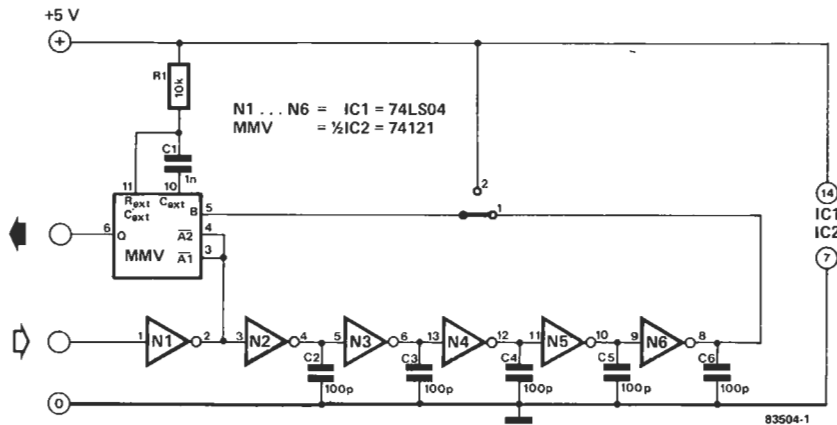 +5 V
+
R1
10k
N1 . . . N6 = IC1 = 74LS04
MMV = ½IC2 = 74121
C1
1n
11
10
2
1
14
IC1
IC2
7
Rext
Cext
Cext
B
5
6
Q
A2
4
MMV
A1
3
1
N1
2
3
N2
4
5
N3
6
13
N4
12
11
N5
10
9
N6
8
C2
100p
C3
100p
C4
100p
C5
100p
C6
100p
0
83504-1